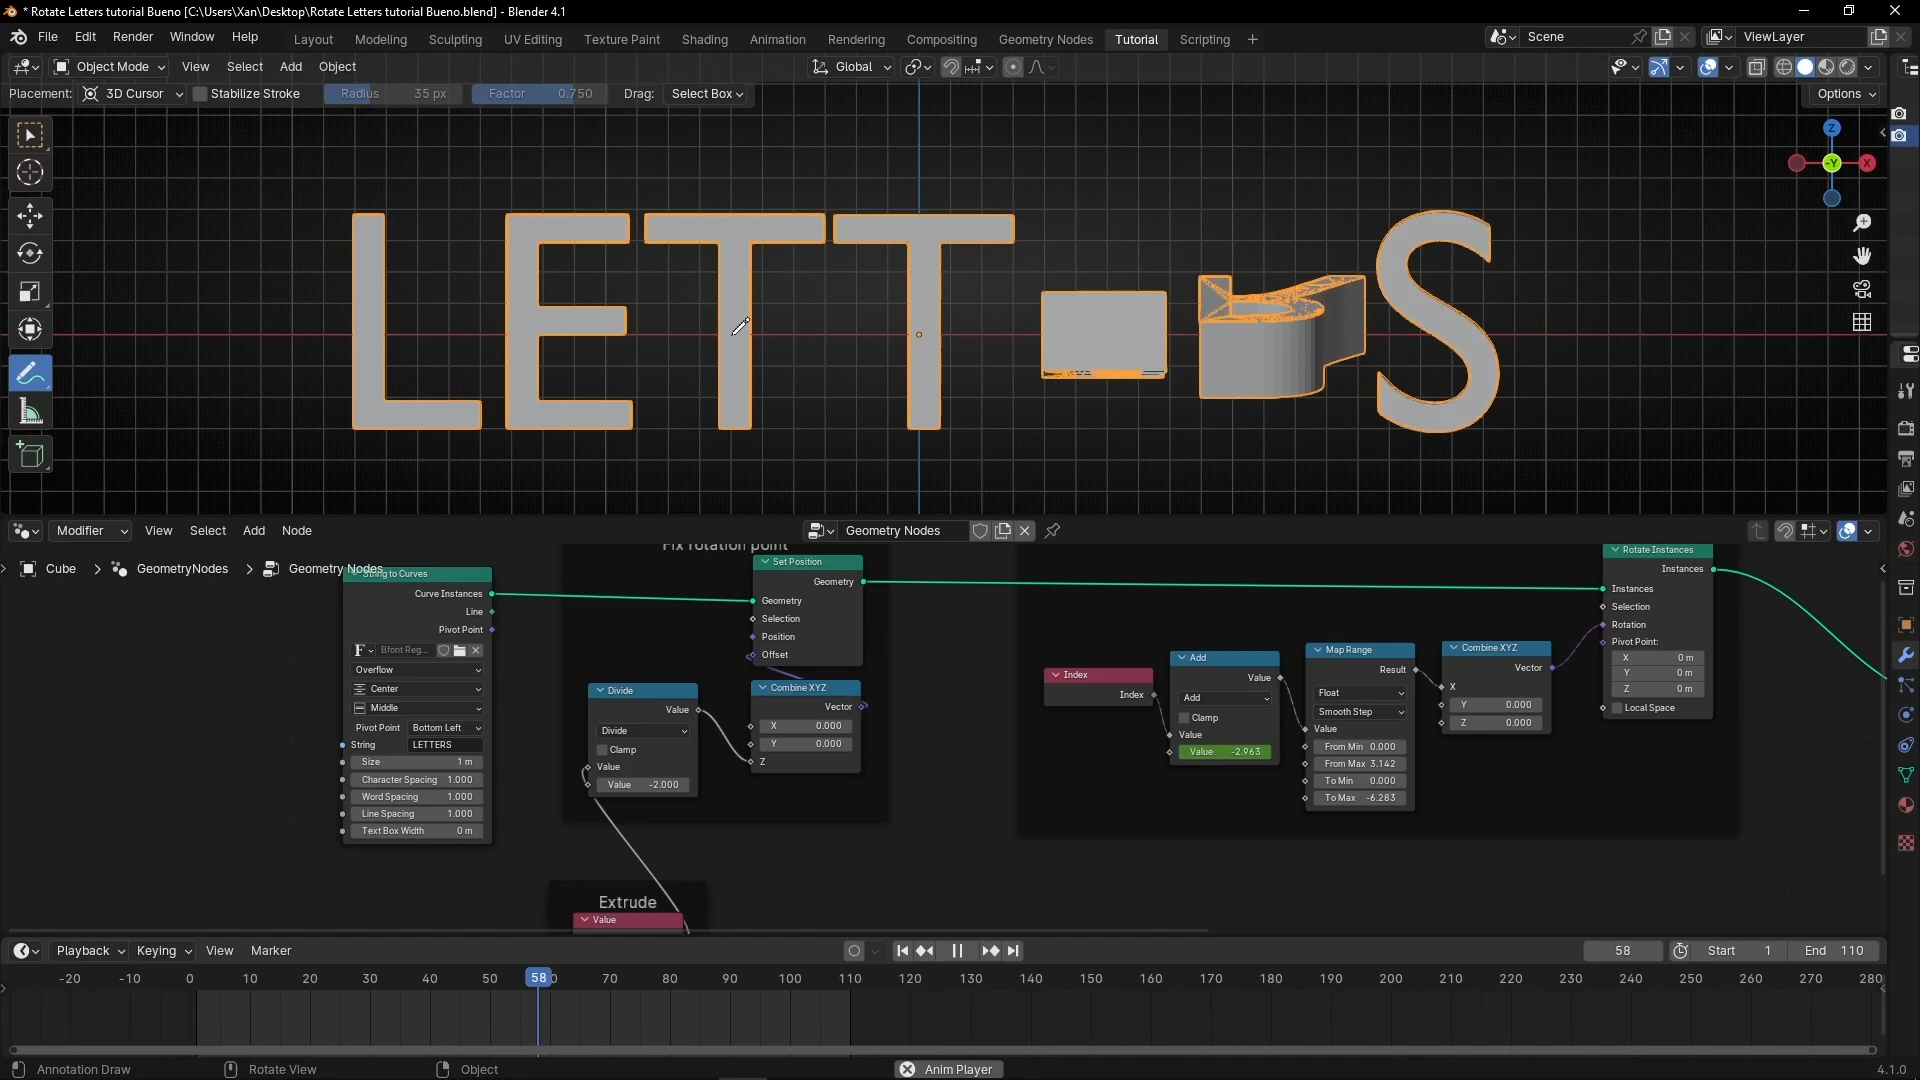 * Rotate Letters tutorial Bueno [C:\Users\Xan\Desktop\Rotate Letters tutorial Bueno.blend] - Blender 4.1
File Edit Render Window Help Layout Modeling Sculpting UV Editing Texture Paint Shading Animation Rendering Compositing Geometry Nodes Tutorial Scripting + Scene ViewLayer
Object Mode View Select Add Object Global
Placement: 3D Cursor Stabilize Stroke Radius 35 px Factor 0.750 Drag: Select Box Options
Z
-Y X
LETT S
Modifier View Select Add Node Geometry Nodes
Cube > GeometryNodes > Geometry Nodes
Fix rotation point
String to Curves
Curve Instances
Line
Pivot Point
F Bfont Reg...
Overflow
Center
Middle
Pivot Point Bottom Left
String LETTERS
Size 1 m
Character Spacing 1.000
Word Spacing 1.000
Line Spacing 1.000
Text Box Width 0 m
Set Position
Geometry
Geometry
Selection
Position
Offset
Divide
Value
Divide
Clamp
Value
Value -2.000
Combine XYZ
Vector
X 0.000
Y 0.000
Z
Extrude
Value
Index
Index
Add
Value
Add
Clamp
Value
Value -2.963
Map Range
Result
Float
Smooth Step
Value
From Min 0.000
From Max 3.142
To Min 0.000
To Max -6.283
Combine XYZ
Vector
X
Y 0.000
Z 0.000
Rotate Instances
Instances
Instances
Selection
Rotation
Pivot Point:
X 0 m
Y 0 m
Z 0 m
Local Space
Playback Keying View Marker 58 Start 1 End 110
-20 -10 0 10 20 30 40 50 58 70 80 90 100 110 120 130 140 150 160 170 180 190 200 210 220 230 240 250 260 270 280
Annotation Draw Rotate View Object Anim Player 4.1.0